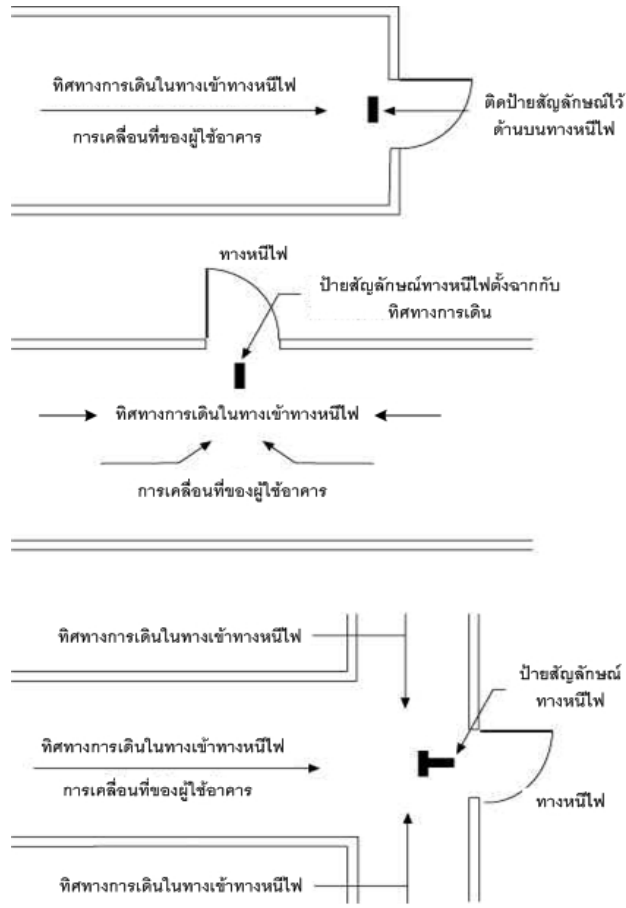 ทิศทางการเดินในทางเข้าทางหนีไฟ
การเคลื่อนที่ของผู้ใช้อาคาร
ติดป้ายสัญลักษณ์ไว้
ด้านบนทางหนีไฟ
ทางหนีไฟ
ป้ายสัญลักษณ์ทางหนีไฟตั้งฉากกับ
ทิศทางการเดิน
ทิศทางการเดินในทางเข้าทางหนีไฟ
การเคลื่อนที่ของผู้ใช้อาคาร
ทิศทางการเดินในทางเข้าทางหนีไฟ
ป้ายสัญลักษณ์
ทางหนีไฟ
ทิศทางการเดินในทางเข้าทางหนีไฟ
การเคลื่อนที่ของผู้ใช้อาคาร
ทางหนีไฟ
ทิศทางการเดินในทางเข้าทางหนีไฟ